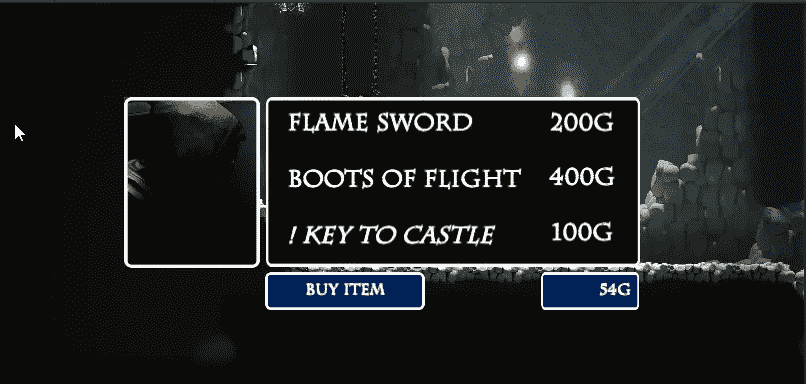 FLAME SWORD 200G
BOOTS OF FLIGHT 400G
! KEY TO CASTLE 100G
BUY ITEM 54G